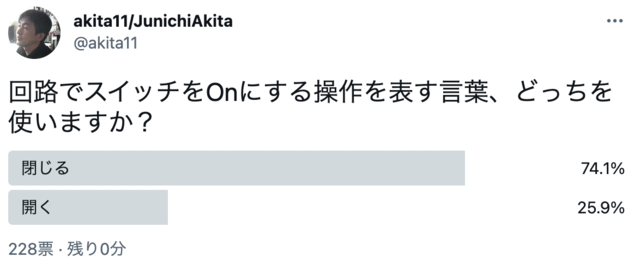 akita11/JunichiAkita
@akita11
回路でスイッチをOnにする操作を表す言葉、どっちを
使いますか？
閉じる 74.1%
開く 25.9%
228票 · 残り0分